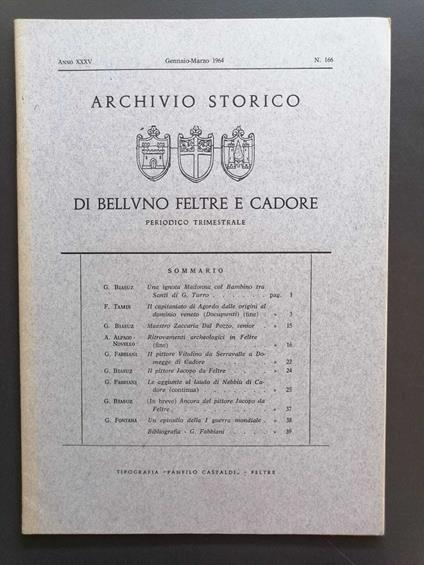 ANNO XXXV Gennaio-Marzo 1964 N. 166
ARCHIVIO STORICO
DI BELLVNO FELTRE E CADORE
PERIODICO TRIMESTRALE
SOMMARIO
G. BIASUZ Una ignota Madonna col Bambino tra
Santi di G. Turro . . . . . . pag. 1
F. TAMIS Il capitaniato di Agordo dalle origini al
dominio veneto (Documenti) (fine) . » 3
G. BIASUZ Maestro Zaccaria Dal Pozzo, senior . » 15
A. ALPAGO - Ritrovamenti archeologici in Feltre
NOVELLO (fine) . . . . . . . . » 16
G. FABBIANI Il pittore Vitulino da Serravalle a Do-
megge di Cadore . . . . . . » 22
G. BIASUZ Il pittore Jacopo da Feltre . . . . » 24
G. FABBIANI Le aggiunte al laudo di Nebbiù di Ca-
dore (continua) . . . . . . » 25
G. BIASUZ (In breve) Ancora del pittore Jacopo da
Feltre . . . . . . . . . » 37
G. FONTANA Un episodio della I guerra mondiale . » 38
Bibliografia - G. Fabbiani . . . . » 39
TIPOGRAFIA "PANFILO CASTALDI" - FELTRE